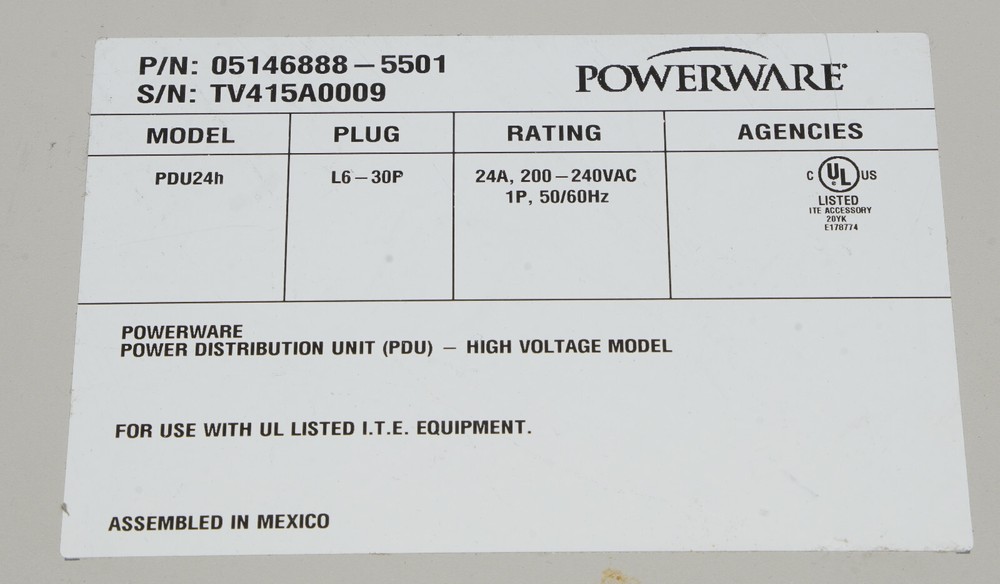 P/N: 05146888-5501
S/N: TV415A0009
POWERWARE
MODEL PLUG RATING AGENCIES
PDU24h L6-30P 24A, 200-240VAC
1P, 50/60Hz
C UL US
LISTED
ITE ACCESSORY
20YK
E178774
POWERWARE
POWER DISTRIBUTION UNIT (PDU) - HIGH VOLTAGE MODEL
FOR USE WITH UL LISTED I.T.E. EQUIPMENT.
ASSEMBLED IN MEXICO